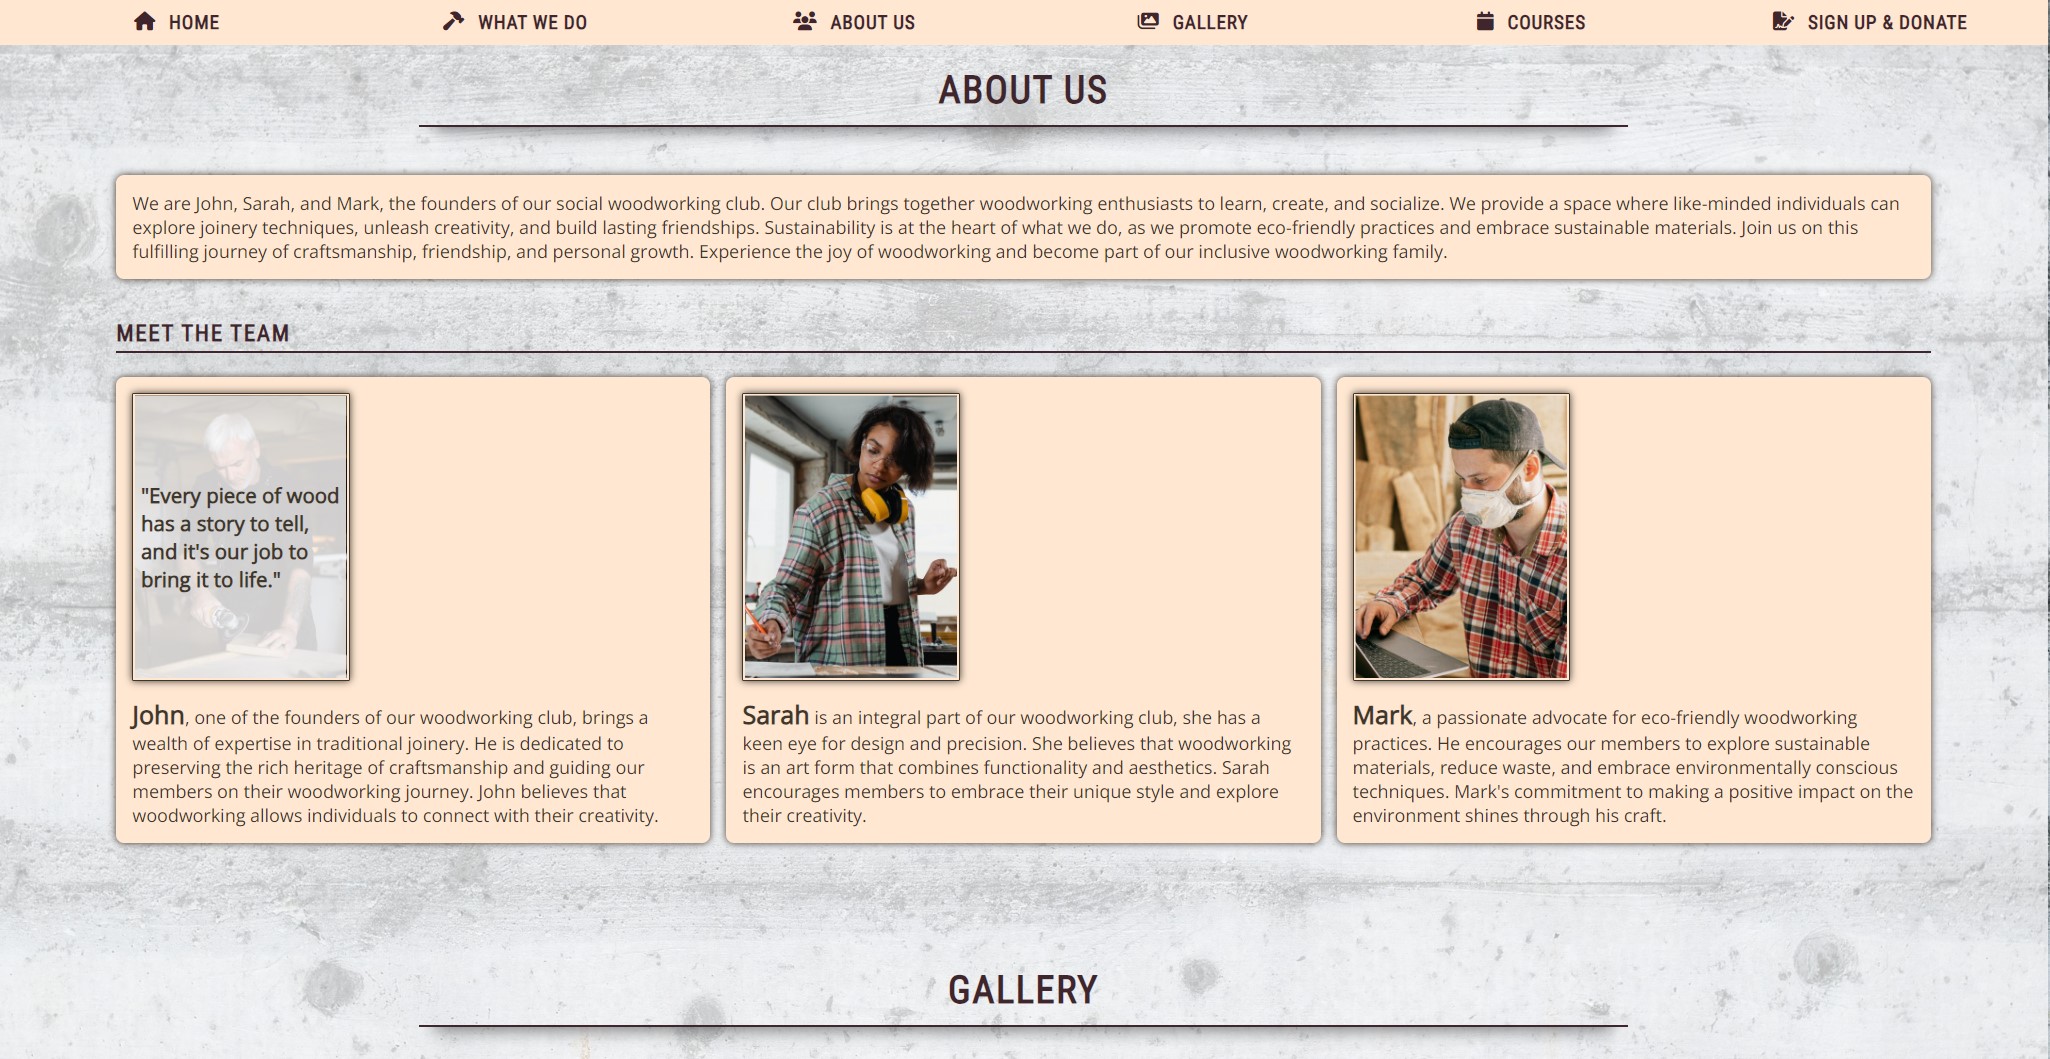 HOME WHAT WE DO ABOUT US GALLERY COURSES SIGN UP & DONATE
ABOUT US
We are John, Sarah, and Mark, the founders of our social woodworking club. Our club brings together woodworking enthusiasts to learn, create, and socialize. We provide a space where like-minded individuals can
explore joinery techniques, unleash creativity, and build lasting friendships. Sustainability is at the heart of what we do, as we promote eco-friendly practices and embrace sustainable materials. Join us on this
fulfilling journey of craftsmanship, friendship, and personal growth. Experience the joy of woodworking and become part of our inclusive woodworking family.
MEET THE TEAM
"Every piece of wood
has a story to tell,
and it's our job to
bring it to life."
John, one of the founders of our woodworking club, brings a
wealth of expertise in traditional joinery. He is dedicated to
preserving the rich heritage of craftsmanship and guiding our
members on their woodworking journey. John believes that
woodworking allows individuals to connect with their creativity.
Sarah is an integral part of our woodworking club, she has a
keen eye for design and precision. She believes that woodworking
is an art form that combines functionality and aesthetics. Sarah
encourages members to embrace their unique style and explore
their creativity.
Mark, a passionate advocate for eco-friendly woodworking
practices. He encourages our members to explore sustainable
materials, reduce waste, and embrace environmentally conscious
techniques. Mark's commitment to making a positive impact on the
environment shines through his craft.
GALLERY